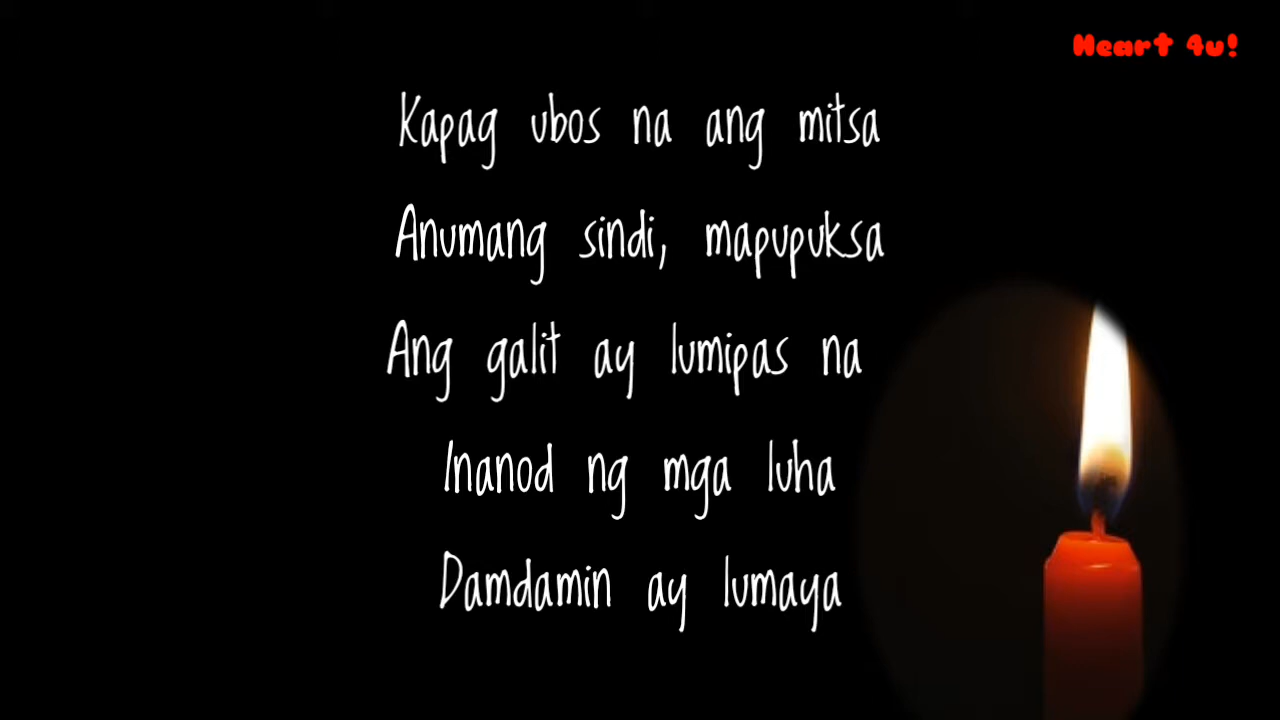 Heart 4u!
Kapag ubos na ang mitsa
Anumang sindi, mapupuksa
Ang galit ay lumipas na
Inanod ng mga luha
Damdamin ay lumaya